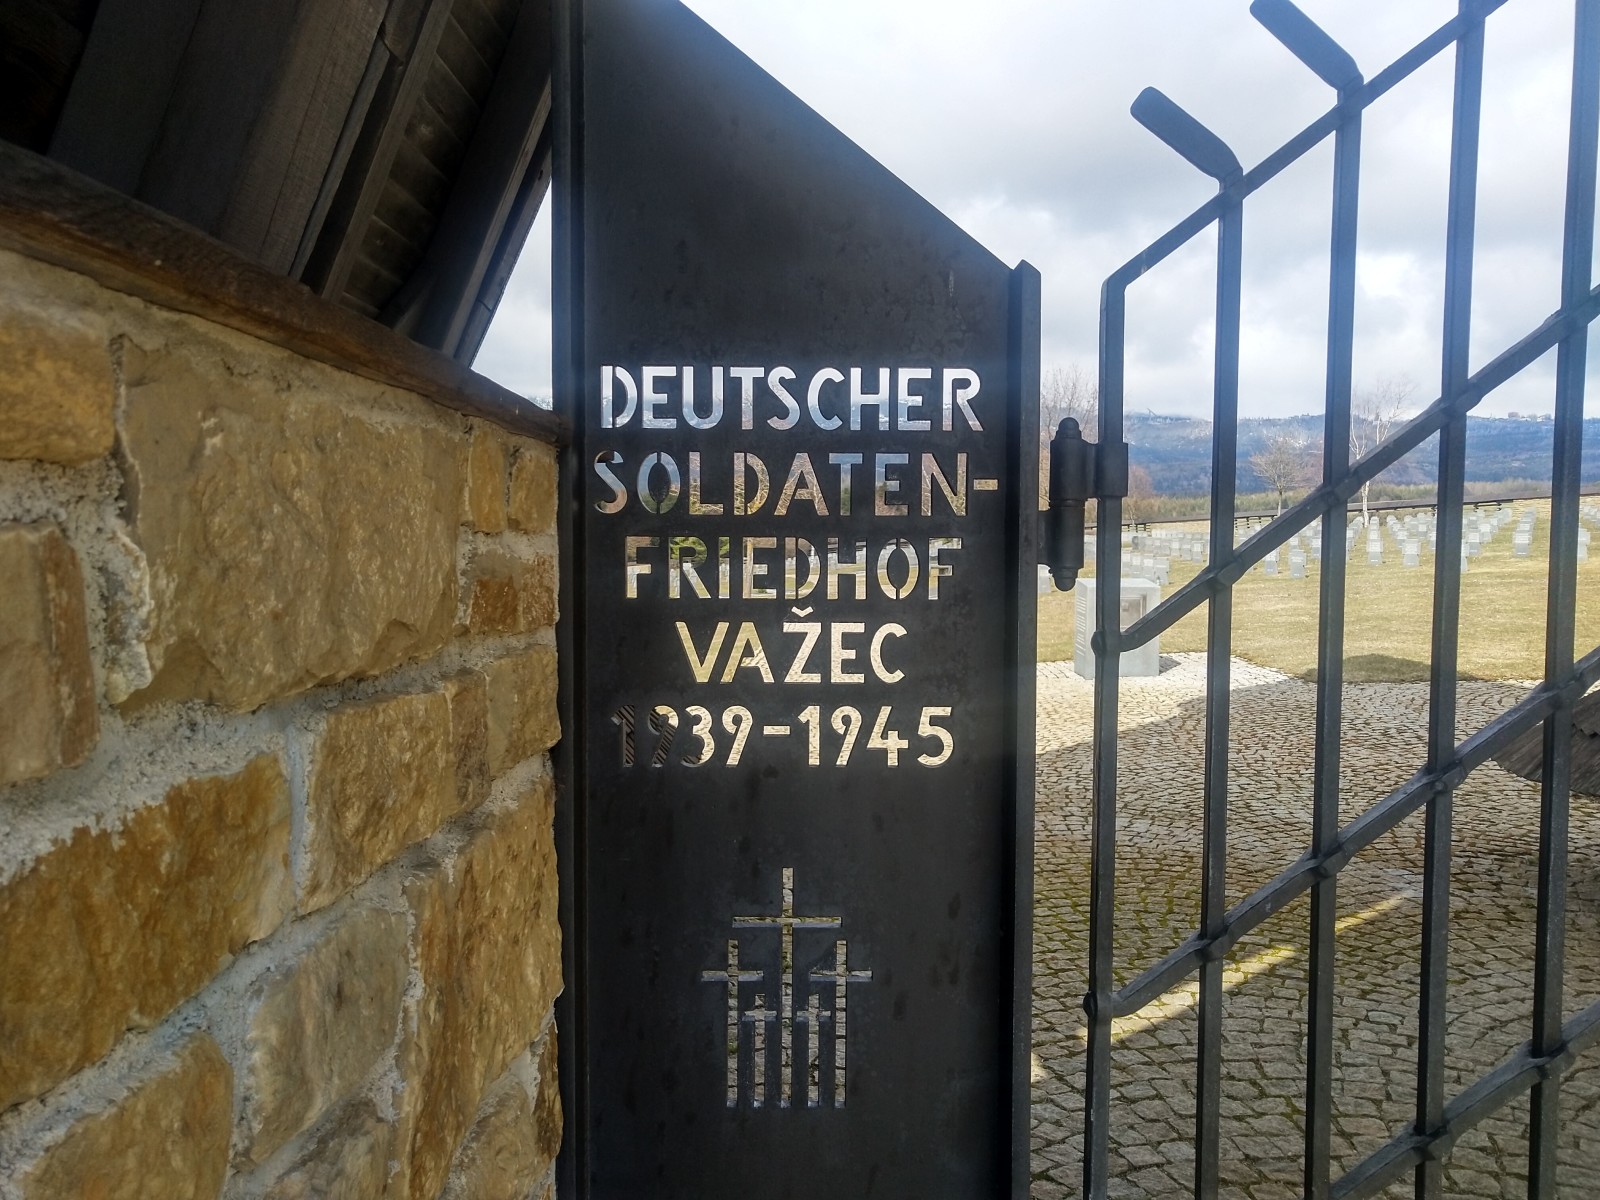 DEUTSCHER
SOLDATEN-
FRIEDHOF
VAŽEC
1939-1945